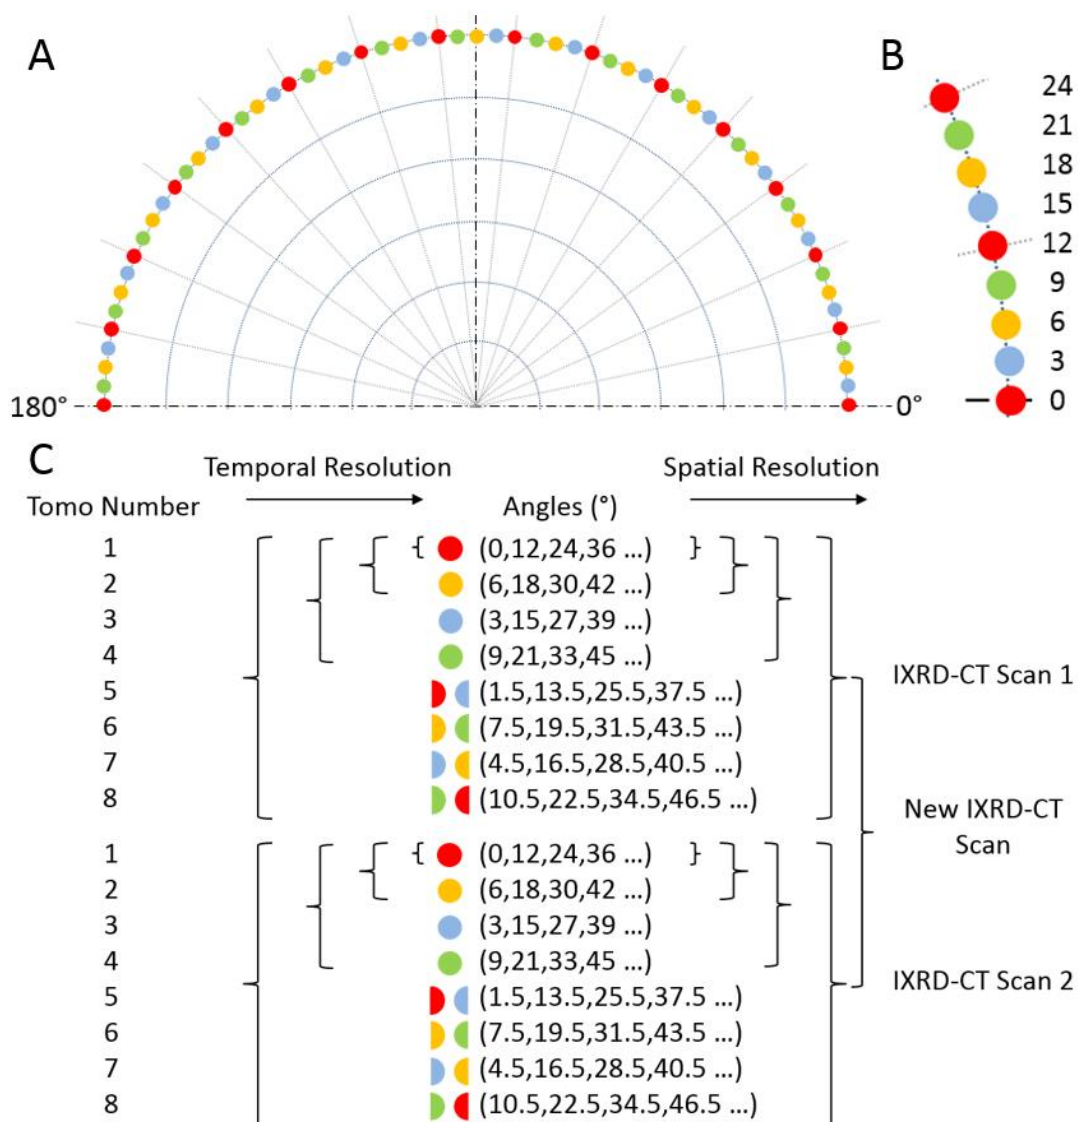 A
B
180°
0°
24
21
18
15
12
9
6
3
0
C
Temporal Resolution
Spatial Resolution
Tomo Number
Angles (°)
1 (0,12,24,36 ...)
2 (6,18,30,42 ...)
3 (3,15,27,39 ...)
4 (9,21,33,45 ...)
5 (1.5,13.5,25.5,37.5 ...)
6 (7.5,19.5,31.5,43.5 ...)
7 (4.5,16.5,28.5,40.5 ...)
8 (10.5,22.5,34.5,46.5 ...)
IXRD-CT Scan 1
New IXRD-CT
Scan
1 (0,12,24,36 ...)
2 (6,18,30,42 ...)
3 (3,15,27,39 ...)
4 (9,21,33,45 ...)
5 (1.5,13.5,25.5,37.5 ...)
6 (7.5,19.5,31.5,43.5 ...)
7 (4.5,16.5,28.5,40.5 ...)
8 (10.5,22.5,34.5,46.5 ...)
IXRD-CT Scan 2